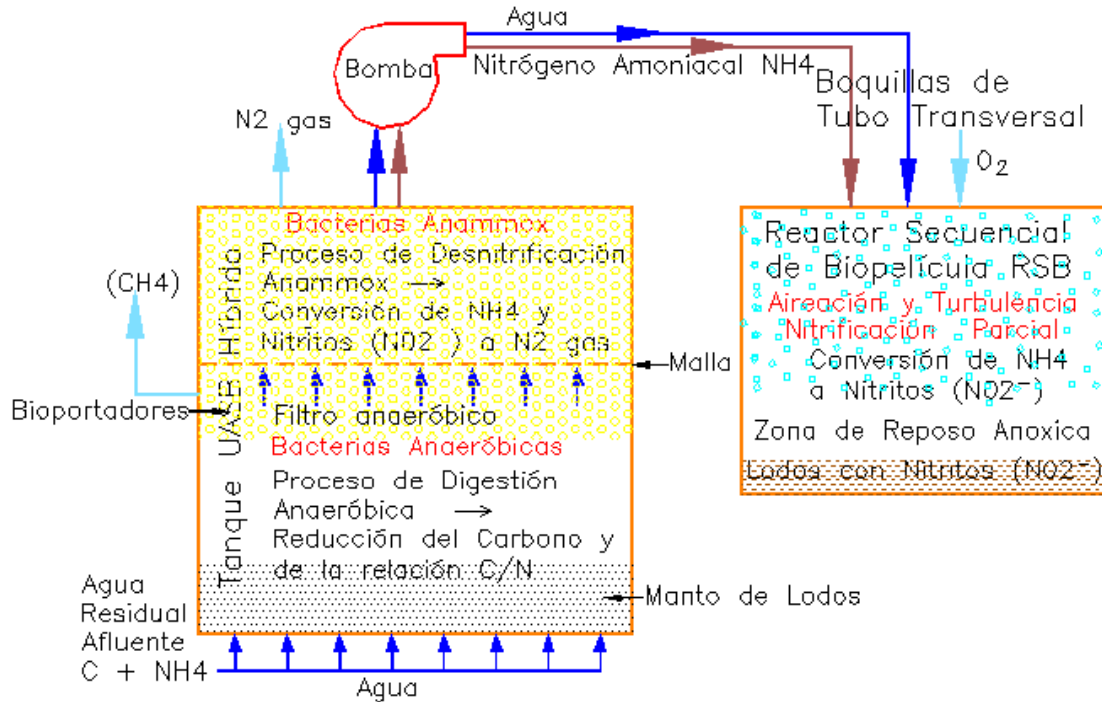 Agua
Bomba
Nitrógeno Amoniacal NH4
Boquillas de
Tubo Transversal
N2 gas
O2
(CH4)
Bioportadores
Tanque UASB Híbrido
Bacterias Anammox
Proceso de Desnitrificación
Anammox →
Conversión de NH4 y
Nitritos (NO2 ) a N2 gas
Malla
Filtro anaeróbico
Bacterias Anaeróbicas
Proceso de Digestión
Anaeróbica →
Reducción del Carbono y
de la relación C/N
Manto de Lodos
Agua
Residual
Afluente
C + NH4
Agua
Reactor Secuencial
de Biopelícula RSB
Aireación y Turbulencia
Nitrificación Parcial
Conversión de NH4
a Nitritos (NO2-)
Zona de Reposo Anoxica
Lodos con Nitritos (NO2-)